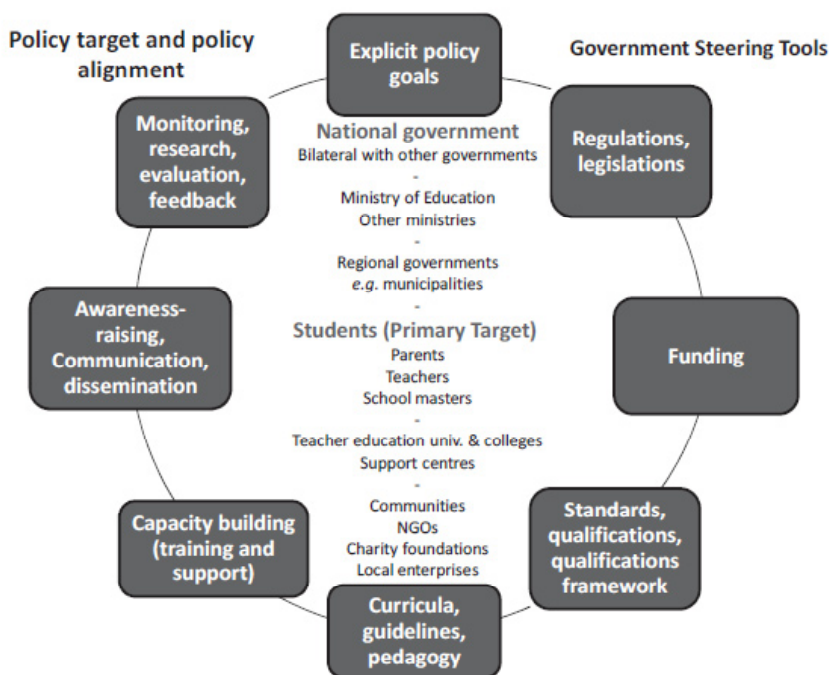 Policy target and policy
alignment
Government Steering Tools
Explicit policy
goals
Regulations,
legislations
Funding
Standards,
qualifications,
qualifications
framework
Curricula,
guidelines,
pedagogy
Capacity building
(training and
support)
Awareness-
raising,
Communication,
dissemination
Monitoring,
research,
evaluation,
feedback
National government
Bilateral with other governments
-
Ministry of Education
Other ministries
-
Regional governments
e.g. municipalities
-
Students (Primary Target)
Parents
Teachers
School masters
-
Teacher education univ. & colleges
Support centres
-
Communities
NGOs
Charity foundations
Local enterprises